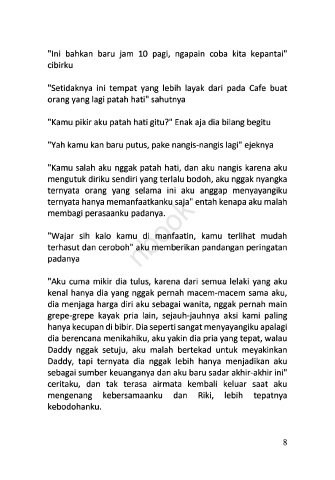 "Ini bahkan baru jam 10 pagi, ngapain coba kita kepantai"
cibirku
"Setidaknya ini tempat yang lebih layak dari pada Cafe buat
orang yang lagi patah hati" sahutnya
"Kamu pikir aku patah hati gitu?" Enak aja dia bilang begitu
"Yah kamu kan baru putus, pake nangis-nangis lagi" ejeknya
"Kamu salah aku nggak patah hati, dan aku nangis karena aku
mengutuk diriku sendiri yang terlalu bodoh, aku nggak nyangka
ternyata orang yang selama ini aku anggap menyayangiku
ternyata hanya memanfaatkanku saja" entah kenapa aku malah
membagi perasaanku padanya.
"Wajar sih kalo kamu di manfaatin, kamu terlihat mudah
terhasut dan ceroboh" aku memberikan pandangan peringatan
padanya
"Aku cuma mikir dia tulus, karena dari semua lelaki yang aku
kenal hanya dia yang nggak pernah macem-macem sama aku,
dia menjaga harga diri aku sebagai wanita, nggak pernah main
grepe-grepe kayak pria lain, sejauh-jauhnya aksi kami paling
hanya kecupan di bibir. Dia seperti sangat menyayangiku apalagi
dia berencana menikahiku, aku yakin dia pria yang tepat, walau
Daddy nggak setuju, aku malah bertekad untuk meyakinkan
Daddy, tapi ternyata dia nggak lebih hanya menjadikan aku
sebagai sumber keuanganya dan aku baru sadar akhir-akhir ini"
ceritaku, dan tak terasa airmata kembali keluar saat aku
mengenang kebersamaanku dan Riki, lebih tepatnya
kebodohanku.
8